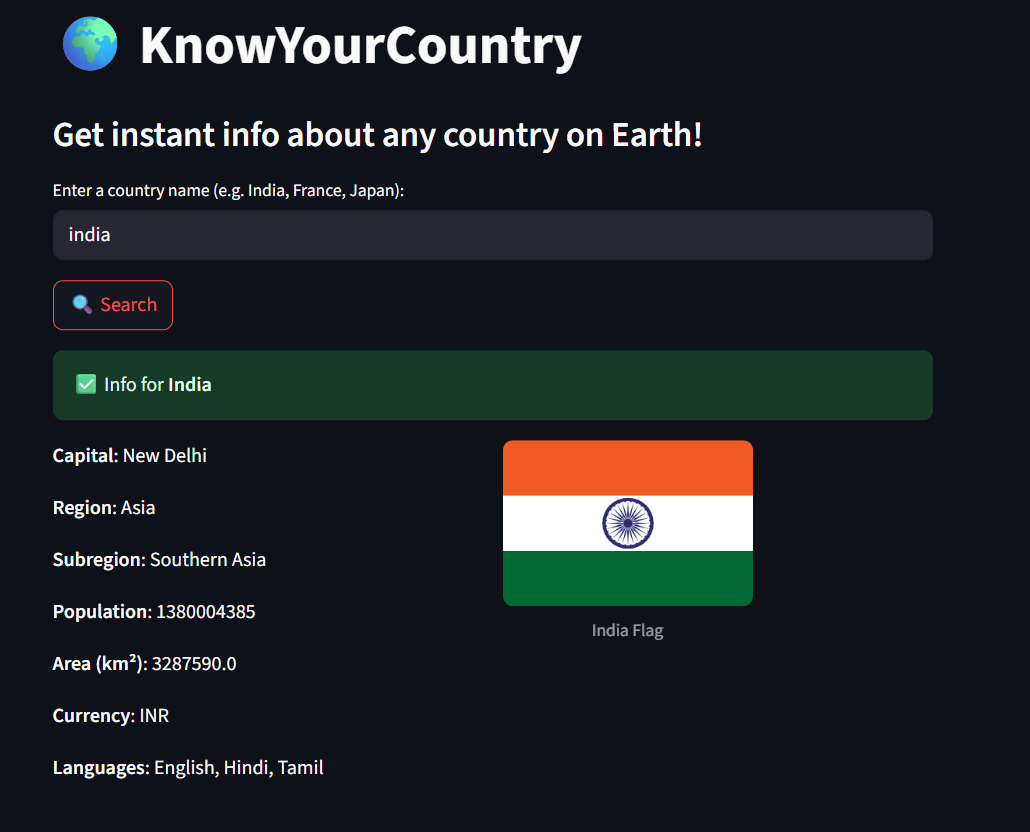 KnowYourCountry
Get instant info about any country on Earth!
Enter a country name (e.g. India, France, Japan):
india
Search
Info for India
Capital: New Delhi
Region: Asia
Subregion: Southern Asia
Population: 1380004385
Area (km²): 3287590.0
Currency: INR
Languages: English, Hindi, Tamil
India Flag